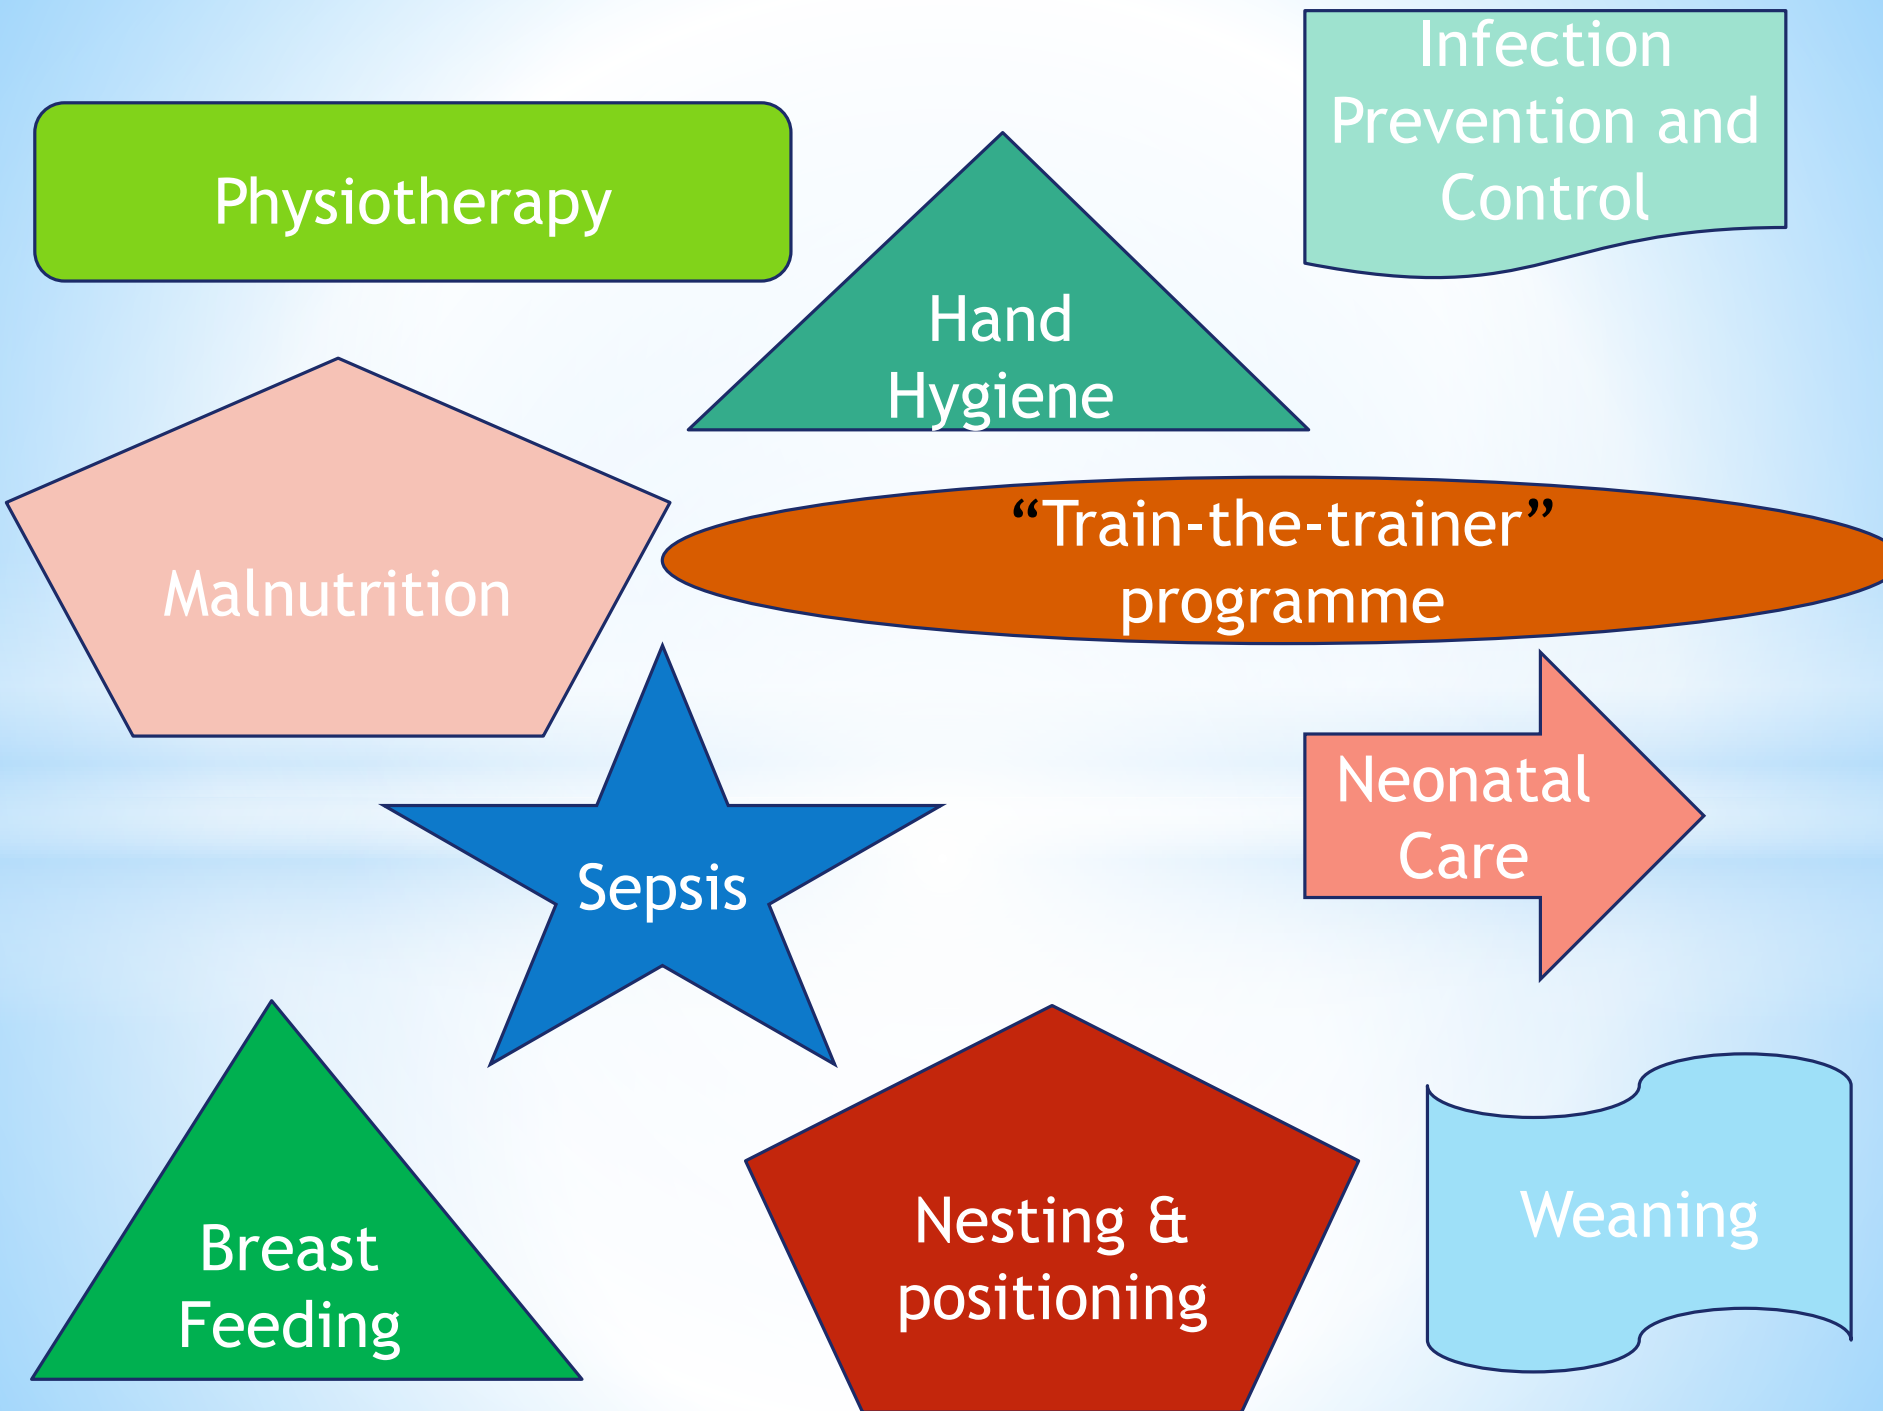 Infection
Prevention and
Control
Physiotherapy
Hand
Hygiene
“Train-the-trainer”
programme
Malnutrition
Neonatal
Care
Sepsis
Breast
Feeding
Nesting &
positioning
Weaning